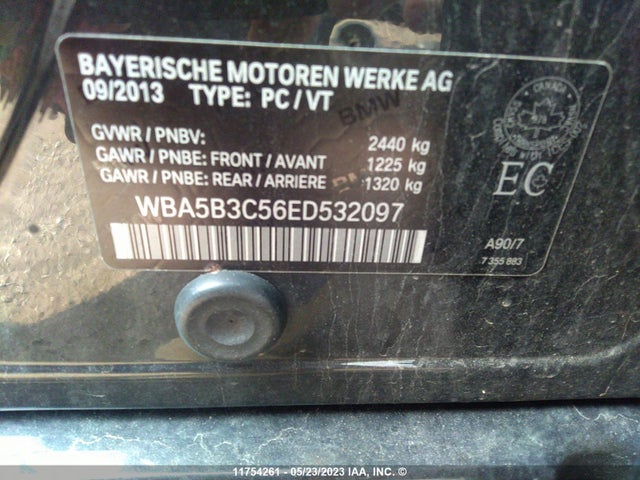 BAYERISCHE MOTOREN WERKE AG
09/2013 TYPE: PC / VT
GVWR / PNBV: 2440 kg
GAWR / PNBE: FRONT / AVANT 1225 kg
GAWR / PNBE: REAR / ARRIERE 1320 kg
WBA5B3C56ED532097
BMW
CANADA
EC
A90/7
7 355 883
11754261 - 05/23/2023 IAA, INC. ©